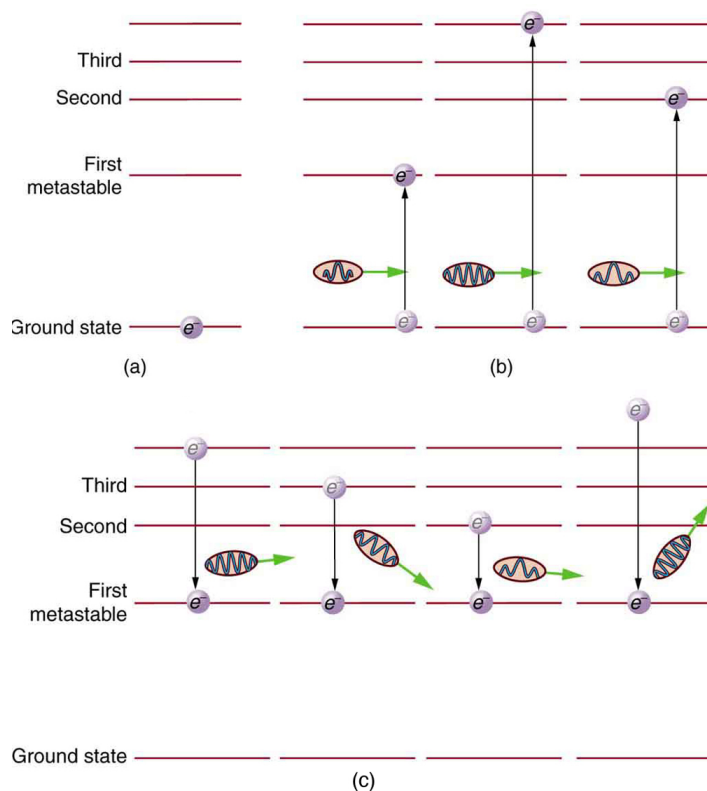 e⁻
Third
Second
e⁻
First
metastable
e⁻
Ground state
e⁻
e⁻
e⁻
e⁻
(a)
(b)
e⁻
e⁻
Third
e⁻
Second
e⁻
First
metastable
e⁻
e⁻
e⁻
e⁻
Ground state
(c)